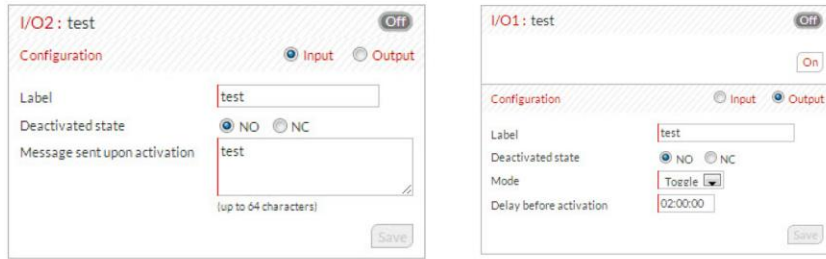 I/O2 : test Off
Configuration Input Output
Label test
Deactivated state NO NC
Message sent upon activation test
(up to 64 characters)
Save
I/O1 : test Off
On
Configuration Input Output
Label test
Deactivated state NO NC
Mode Toggle
Delay before activation 02:00:00
Save